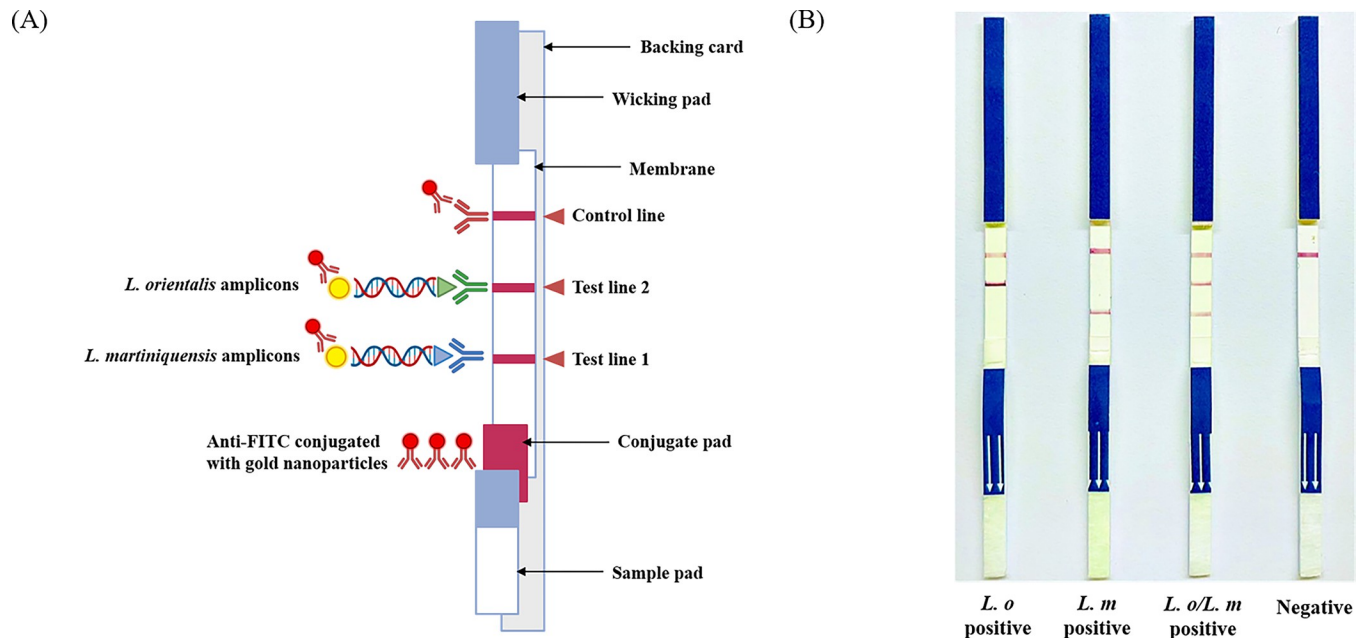 (A)
Backing card
Wicking pad
Membrane
Control line
L. orientalis amplicons
Test line 2
L. martiniquensis amplicons
Test line 1
Anti-FITC conjugated
with gold nanoparticles
Conjugate pad
Sample pad
(B)
L. o
positive
L. m
positive
L. o/L. m
positive
Negative